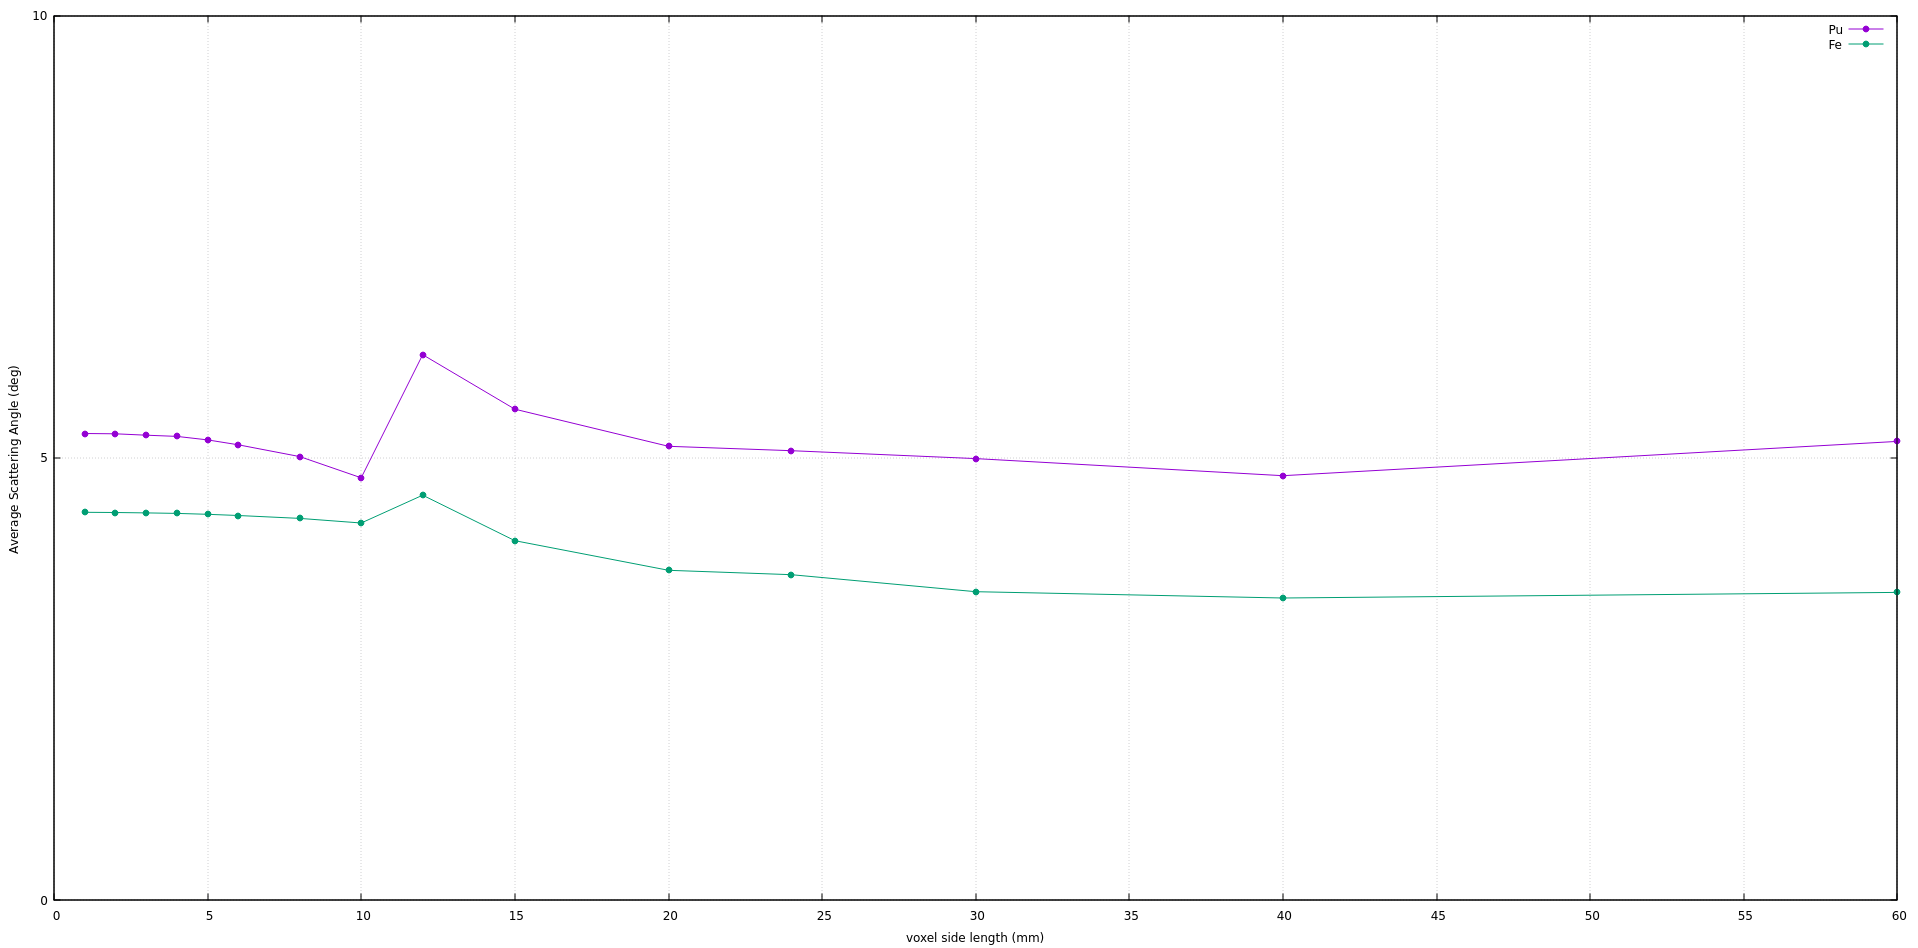 10
Pu
Fe
Average Scattering Angle (deg)
5
0
0 5 10 15 20 25 30 35 40 45 50 55 60
voxel side length (mm)